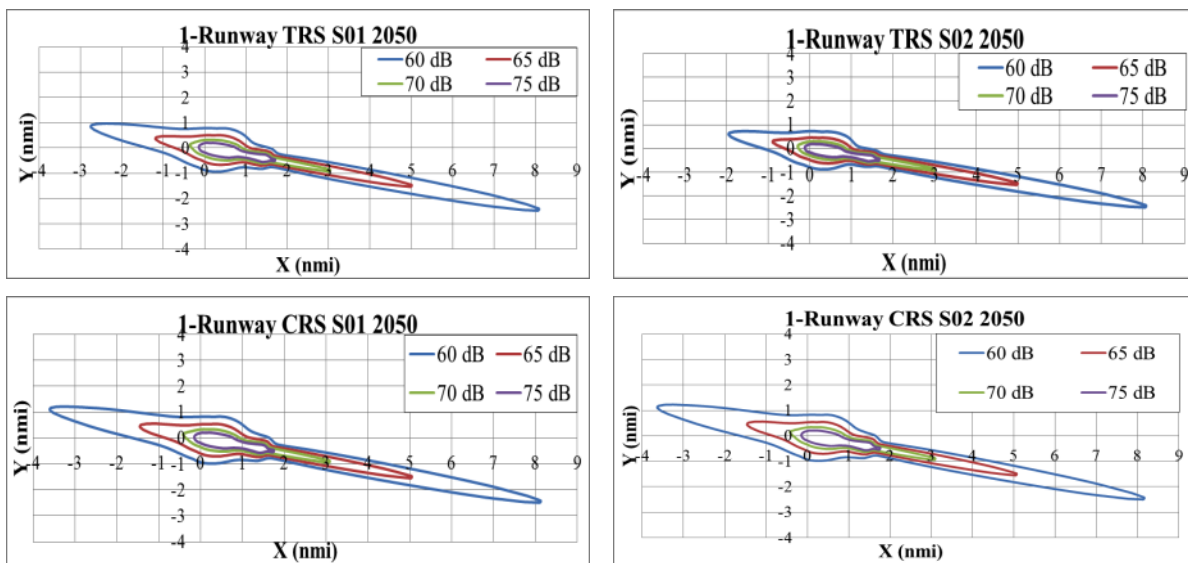 1-Runway TRS S01 2050
60 dB 65 dB
70 dB 75 dB
4
3
2
1
0
-1
-2
-3
-4
-4 -3 -2 -1 0 1 2 3 4 5 6 7 8 9
Y (nmi)
X (nmi)
1-Runway TRS S02 2050
60 dB 65 dB
70 dB 75 dB
4
3
2
1
0
-1
-2
-3
-4
-4 -3 -2 -1 0 1 2 3 4 5 6 7 8 9
Y (nmi)
X (nmi)
1-Runway CRS S01 2050
60 dB 65 dB
70 dB 75 dB
4
3
2
1
0
-1
-2
-3
-4
-4 -3 -2 -1 0 1 2 3 4 5 6 7 8 9
Y (nmi)
X (nmi)
1-Runway CRS S02 2050
60 dB 65 dB
70 dB 75 dB
4
3
2
1
0
-1
-2
-3
-4
-4 -3 -2 -1 0 1 2 3 4 5 6 7 8 9
Y (nmi)
X (nmi)